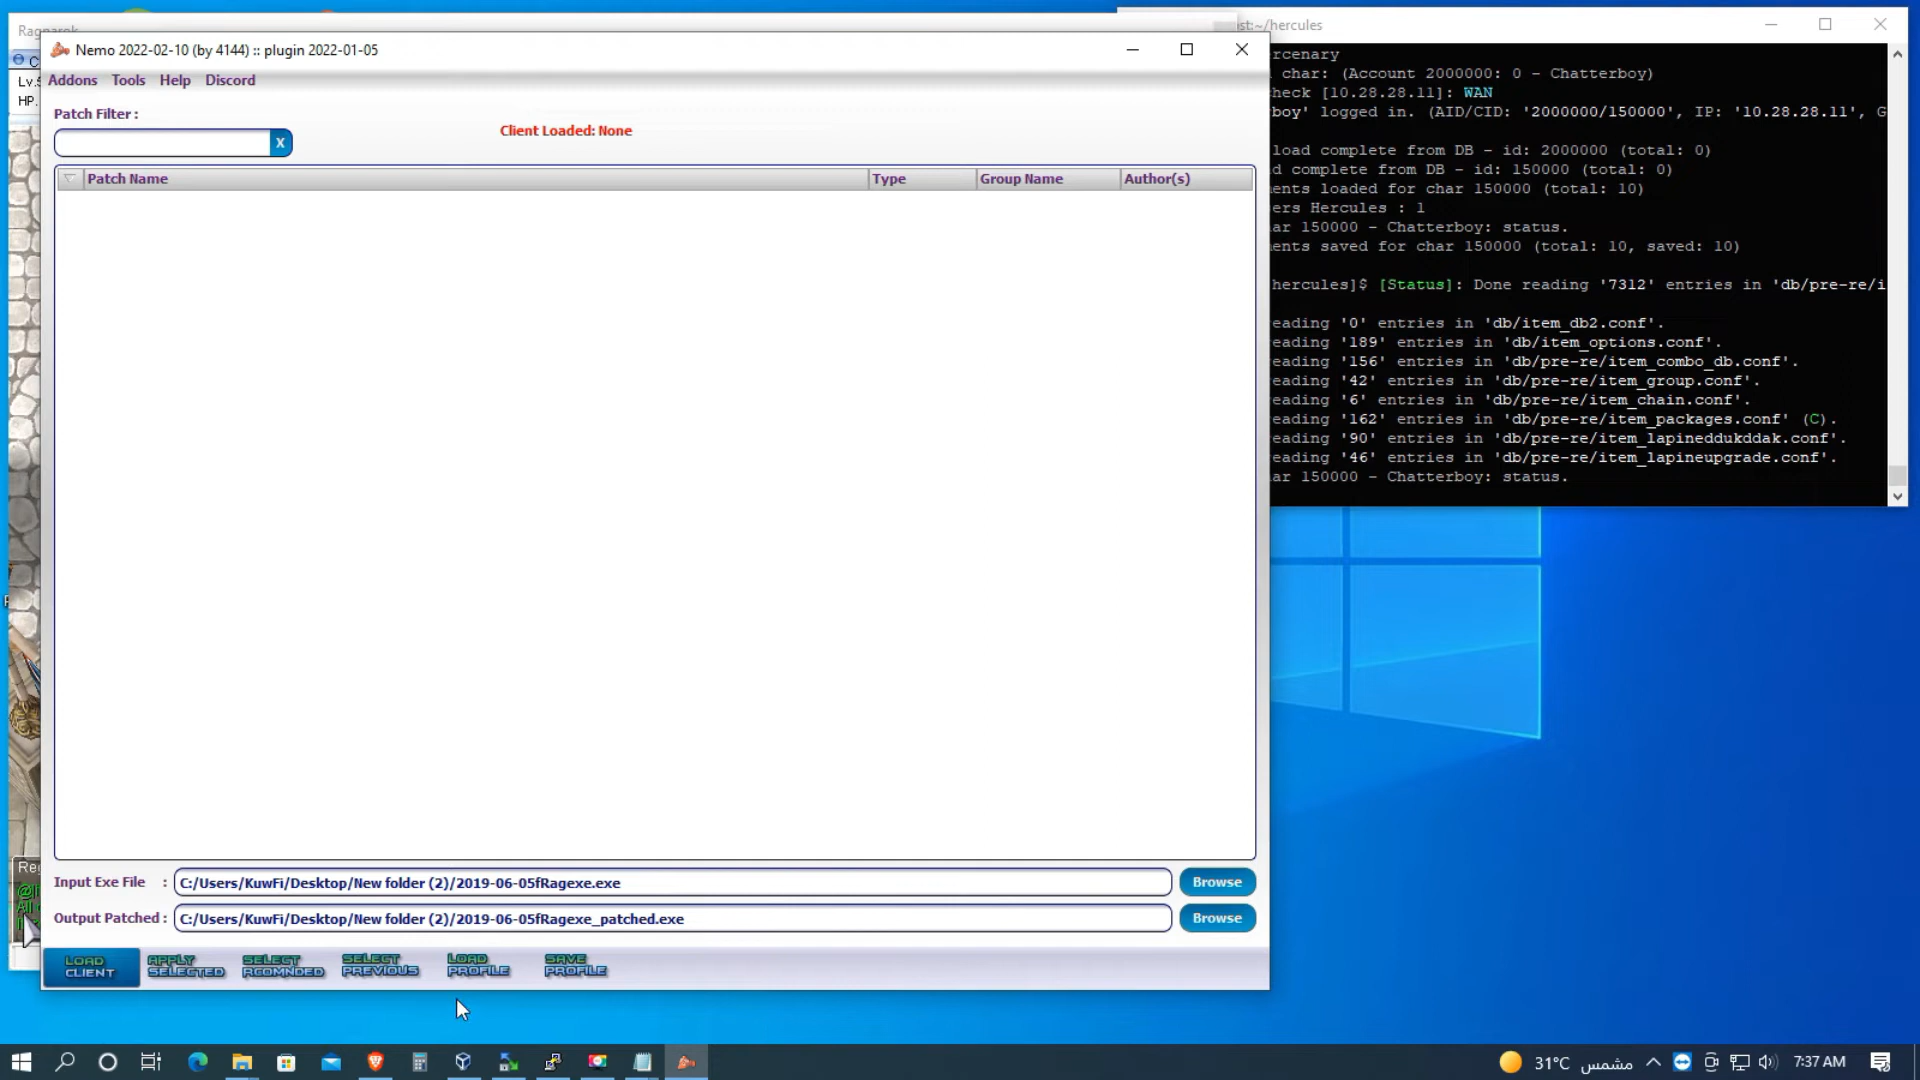 Nemo 2022-02-10 (by 4144) :: plugin 2022-01-05
Addons Tools Help Discord
Patch Filter :
X
Client Loaded: None
Patch Name Type Group Name Author(s)
Input Exe File : C:/Users/KuwFi/Desktop/New folder (2)/2019-06-05fRagexe.exe Browse
Output Patched : C:/Users/KuwFi/Desktop/New folder (2)/2019-06-05fRagexe_patched.exe Browse
LOAD CLIENT
APPLY SELECTED
SELECT RCOMNDED
SELECT PREVIOUS
LOAD PROFILE
SAVE PROFILE
Lv.
HP.
st:~/hercules
rcenary
char: (Account 2000000: 0 - Chatterboy)
heck [10.28.28.11]: WAN
boy' logged in. (AID/CID: '2000000/150000', IP: '10.28.28.11', G
load complete from DB - id: 2000000 (total: 0)
d complete from DB - id: 150000 (total: 0)
ents loaded for char 150000 (total: 10)
ers Hercules : 1
ar 150000 - Chatterboy: status.
ents saved for char 150000 (total: 10, saved: 10)
hercules]$ [Status]: Done reading '7312' entries in 'db/pre-re/i
eading '0' entries in 'db/item_db2.conf'.
eading '189' entries in 'db/item_options.conf'.
eading '156' entries in 'db/pre-re/item_combo_db.conf'.
eading '42' entries in 'db/pre-re/item_group.conf'.
eading '6' entries in 'db/pre-re/item_chain.conf'.
eading '162' entries in 'db/pre-re/item_packages.conf' (C).
eading '90' entries in 'db/pre-re/item_lapineddukddak.conf'.
eading '46' entries in 'db/pre-re/item_lapineupgrade.conf'.
ar 150000 - Chatterboy: status.
31°C مشمس
7:37 AM